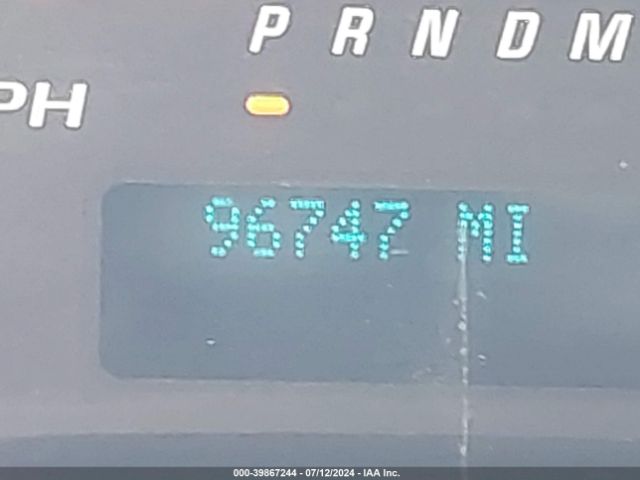 P R N D M
PH
96747 MI
000-39867244 - 07/12/2024 - IAA Inc.